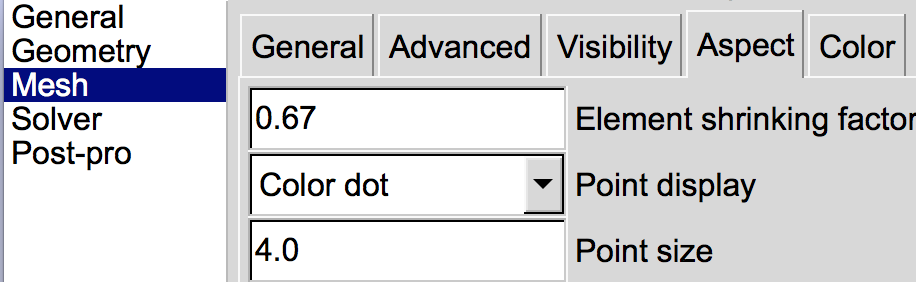 General
Geometry
Mesh
Solver
Post-pro
General Advanced Visibility Aspect Color
0.67 Element shrinking factor
Color dot Point display
4.0 Point size